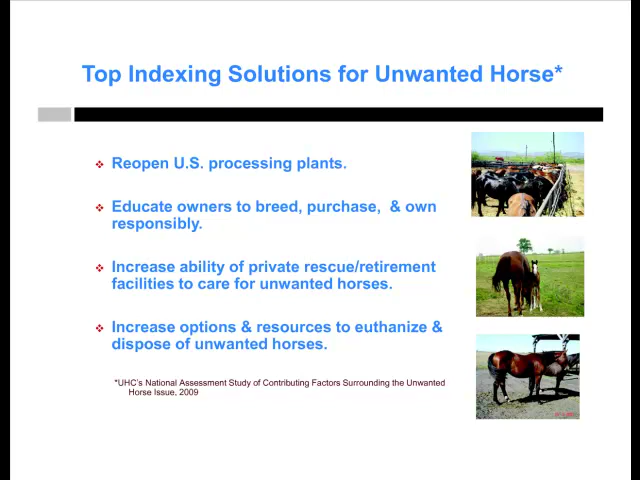 Top Indexing Solutions for Unwanted Horse*
Reopen U.S. processing plants.
Educate owners to breed, purchase, & own
responsibly.
Increase ability of private rescue/retirement
facilities to care for unwanted horses.
Increase options & resources to euthanize &
dispose of unwanted horses.
*UHC's National Assessment Study of Contributing Factors Surrounding the Unwanted
Horse Issue, 2009